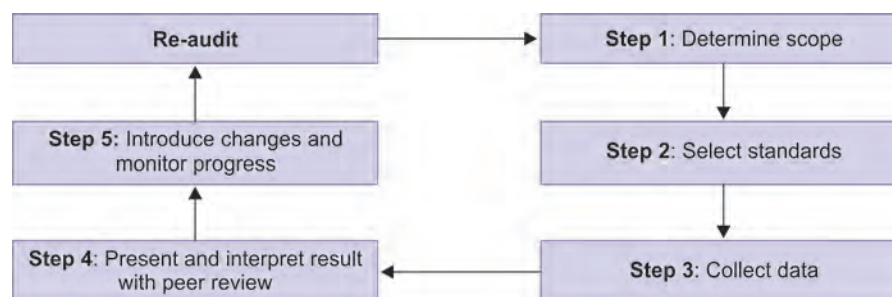 Re-audit
Step 1: Determine scope
Step 5: Introduce changes and
monitor progress
Step 2: Select standards
Step 4: Present and interpret result
with peer review
Step 3: Collect data